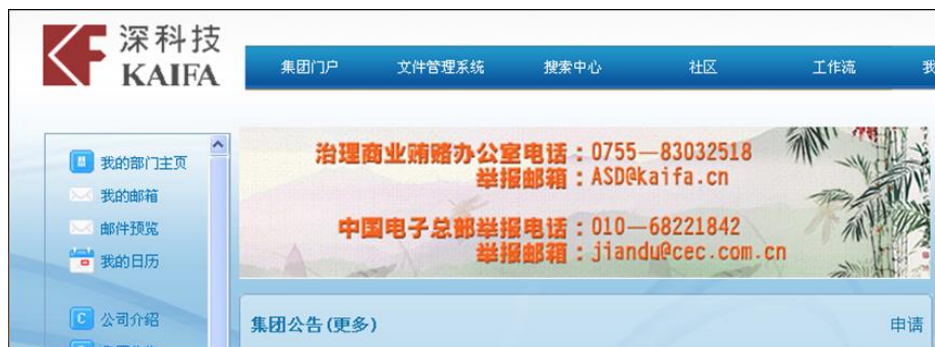 深科技
KAIFA
集团门户 文件管理系统 搜索中心 社区 工作流 我
我的部门主页
我的邮箱
邮件预览
我的日历
公司介绍
治理商业贿赂办公室电话：0755—83032518
举报邮箱：ASD@kaifa.cn
中国电子总部举报电话：010—68221842
举报邮箱：jiandu@cec.com.cn
集团公告(更多)
申请